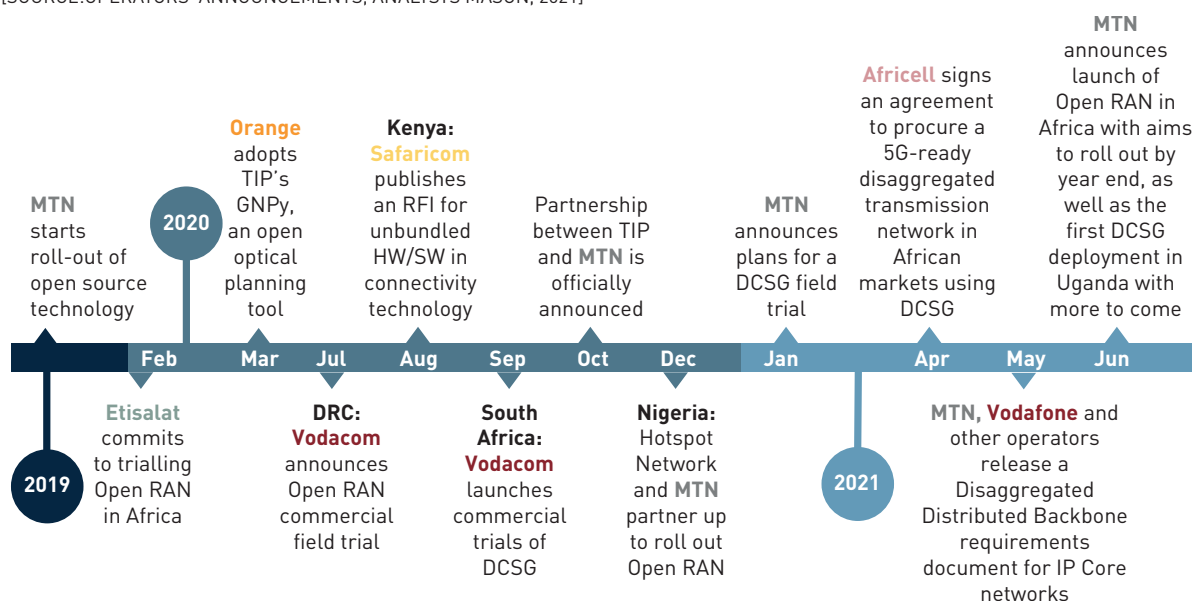 [SOURCE:OPERATORS' ANNOUNCEMENTS, ANALYSYS MASON, 2021]
MTN
starts
roll-out of
open source
technology
2020
Orange
adopts
TIP's
GNPy,
an open
optical
planning
tool
Kenya:
Safaricom
publishes
an RFI for
unbundled
HW/SW in
connectivity
technology
Partnership
between TIP
and MTN is
officially
announced
MTN
announces
plans for a
DCSG field
trial
Africell signs
an agreement
to procure a
5G-ready
disaggregated
transmission
network in
African
markets using
DCSG
MTN
announces
launch of
Open RAN in
Africa with aims
to roll out by
year end, as
well as the
first DCSG
deployment in
Uganda with
more to come
Feb Mar Jul Aug Sep Oct Dec Jan Apr May Jun
2019
Etisalat
commits
to trialling
Open RAN
in Africa
DRC:
Vodacom
announces
Open RAN
commercial
field trial
South
Africa:
Vodacom
launches
commercial
trials of
DCSG
Nigeria:
Hotspot
Network
and MTN
partner up
to roll out
Open RAN
2021
MTN, Vodafone and
other operators
release a
Disaggregated
Distributed Backbone
requirements
document for IP Core
networks